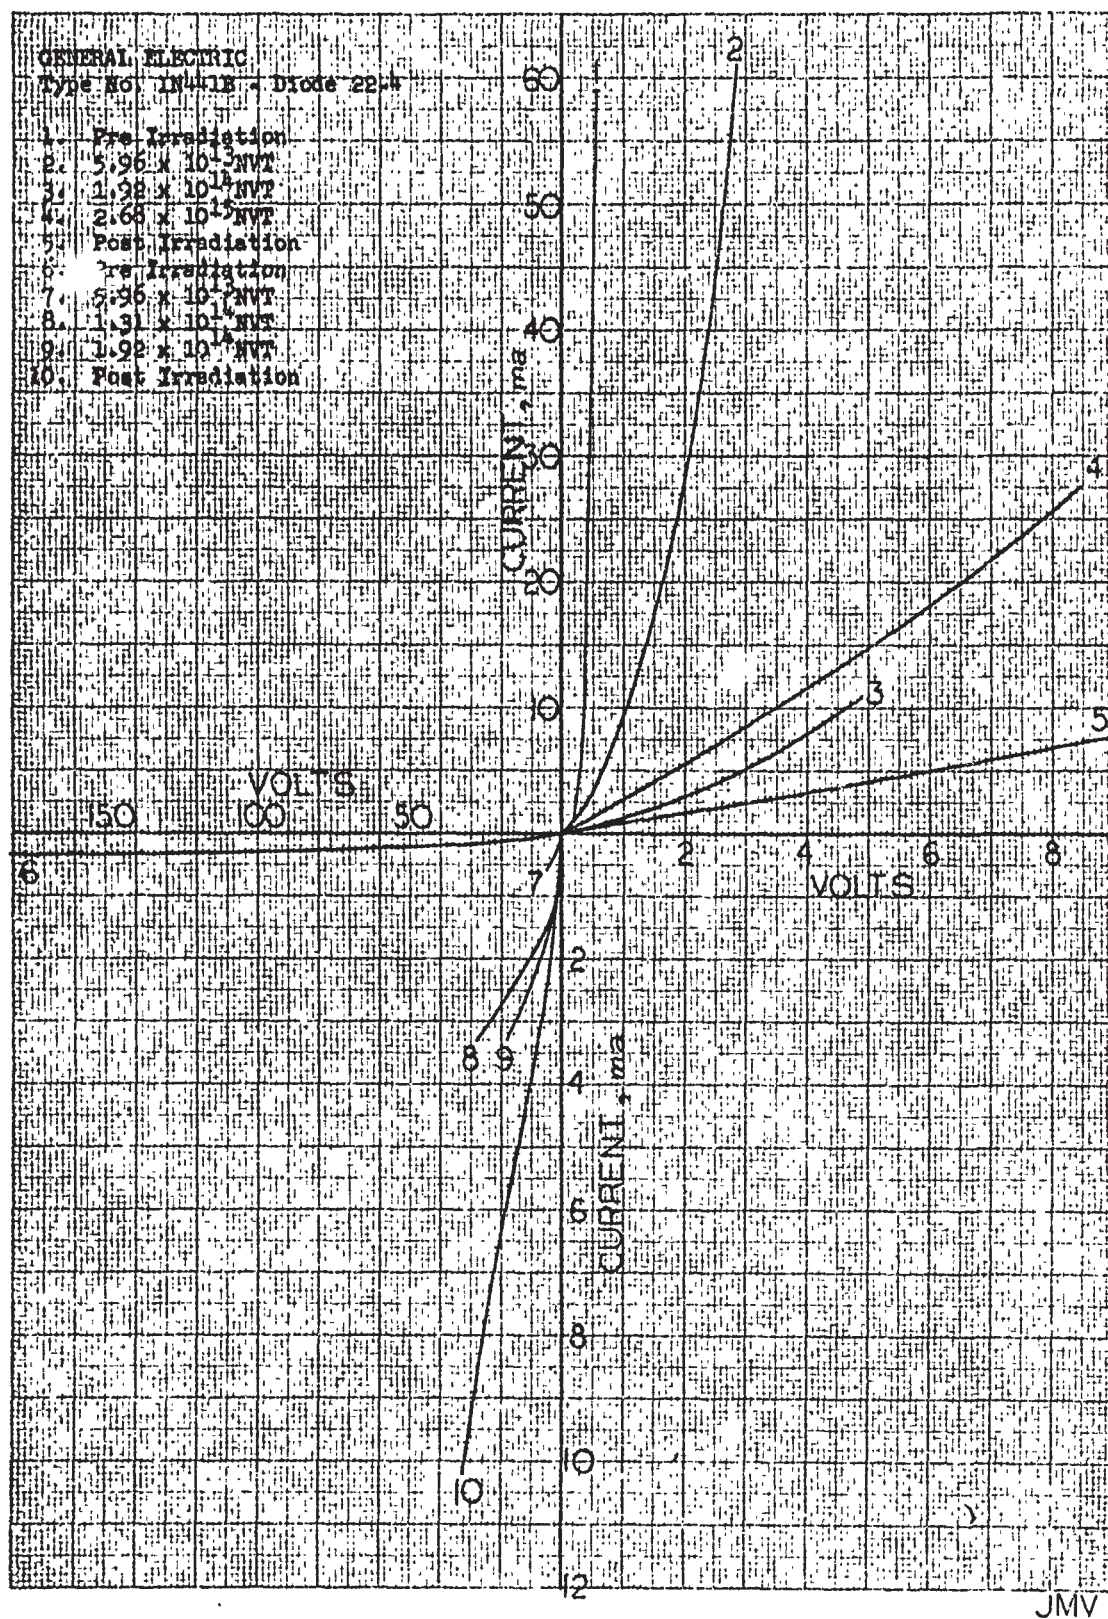 GENERAL ELECTRIC
Type No. 1N441B - Diode 22-4
1. Pre Irradiation
2. 5.96 x 10^13 NVT
3. 1.92 x 10^14 NVT
4. 2.68 x 10^15 NVT
5. Post Irradiation
6. Pre Irradiation
7. 5.96 x 10^13 NVT
8. 1.31 x 10^14 NVT
9. 1.92 x 10^14 NVT
10. Post Irradiation
1
2
60
50
40
30
20
10
CURRENT, ma
4
3
5
VOLTS
150
100
50
6
2
4
6
8
VOLTS
7
8
9
10
2
4
6
8
10
12
CURRENT, ma
JMV